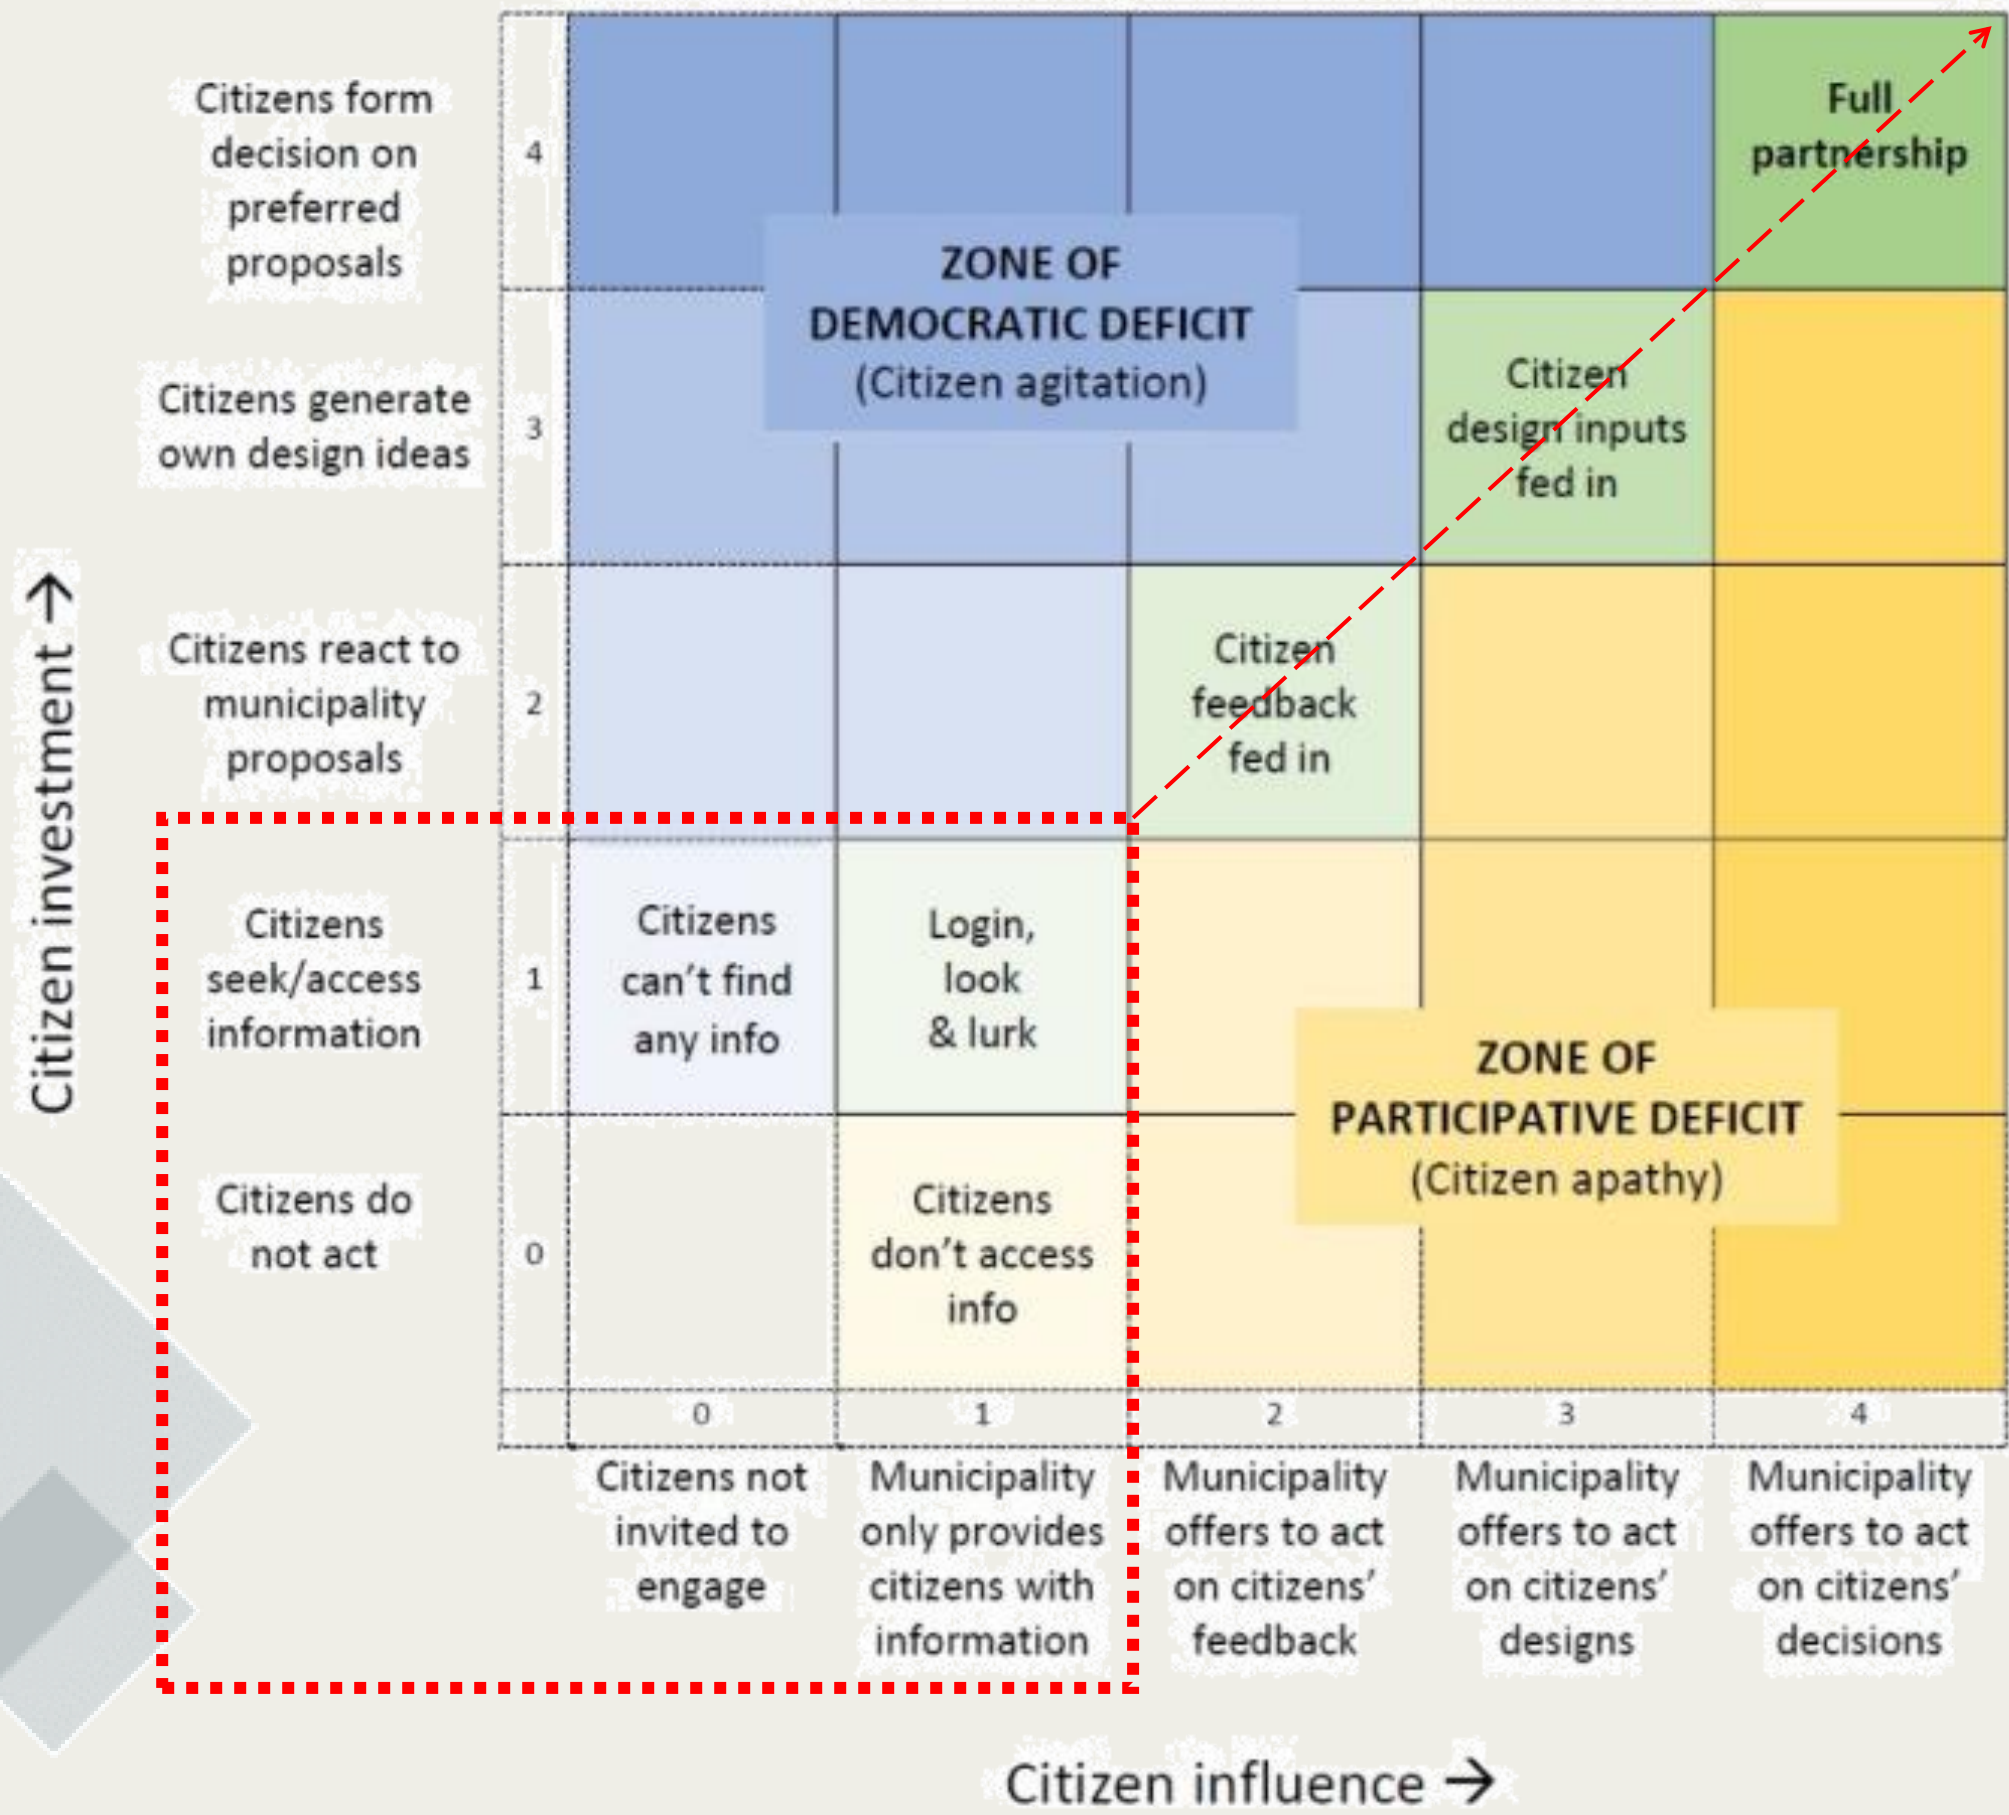 Citizen investment →
Citizens form
decision on
preferred
proposals
4
Full
partnership
ZONE OF
DEMOCRATIC DEFICIT
(Citizen agitation)
Citizens generate
own design ideas
3
Citizen
design inputs
fed in
Citizens react to
municipality
proposals
2
Citizen
feedback
fed in
Citizens
seek/access
information
1
Citizens
can't find
any info
Login,
look
& lurk
ZONE OF
PARTICIPATIVE DEFICIT
(Citizen apathy)
Citizens do
not act
0
Citizens
don't access
info
0
1
2
3
4
Citizens not
invited to
engage
Municipality
only provides
citizens with
information
Municipality
offers to act
on citizens'
feedback
Municipality
offers to act
on citizens'
designs
Municipality
offers to act
on citizens'
decisions
Citizen influence →